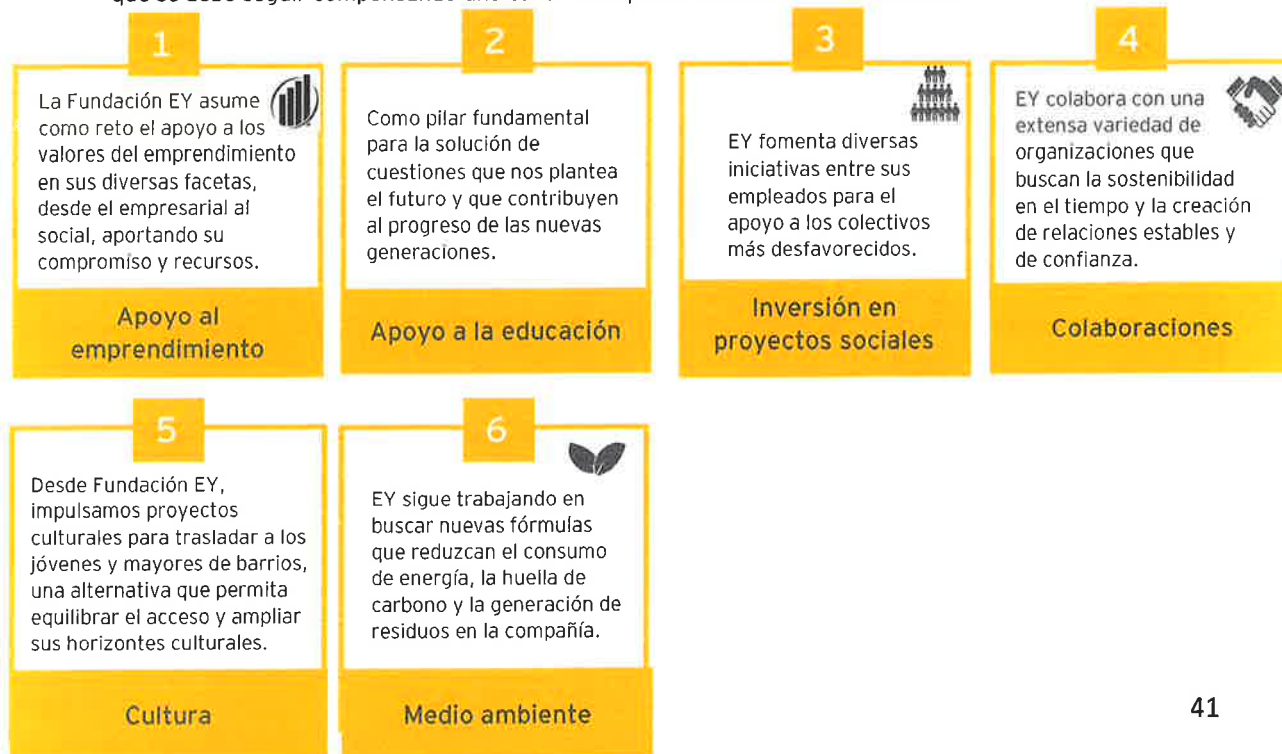 1
La Fundación EY asume
como reto el apoyo a los
valores del emprendimiento
en sus diversas facetas,
desde el empresarial al
social, aportando su
compromiso y recursos.
Apoyo al
emprendimiento
2
Como pilar fundamental
para la solución de
cuestiones que nos plantea
el futuro y que contribuyen
al progreso de las nuevas
generaciones.
Apoyo a la educación
3
EY fomenta diversas
iniciativas entre sus
empleados para el
apoyo a los colectivos
más desfavorecidos.
Inversión en
proyectos sociales
4
EY colabora con una
extensa variedad de
organizaciones que
buscan la sostenibilidad
en el tiempo y la creación
de relaciones estables y
de confianza.
Colaboraciones
5
Desde Fundación EY,
impulsamos proyectos
culturales para trasladar a los
jóvenes y mayores de barrios,
una alternativa que permita
equilibrar el acceso y ampliar
sus horizontes culturales.
Cultura
6
EY sigue trabajando en
buscar nuevas fórmulas
que reduzcan el consumo
de energía, la huella de
carbono y la generación de
residuos en la compañía.
Medio ambiente
41